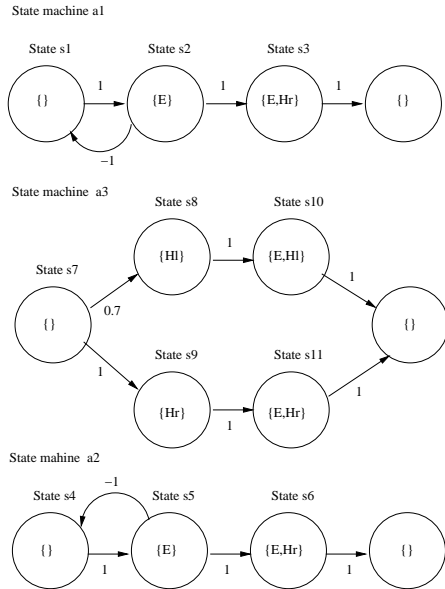 State machine a1
State s1 State s2 State s3
1 1 1
{} {E} {E,Hr} {}
−1
State machine a3
State s8 State s10
1
{Hl} {E,Hl}
State s7
1
0.7
{} {}
State s9 State s11
1
1
{Hr} {E,Hr}
1
State mahine a2
−1
State s4 State s5 State s6
{} {E} {E,Hr} {}
1 1 1